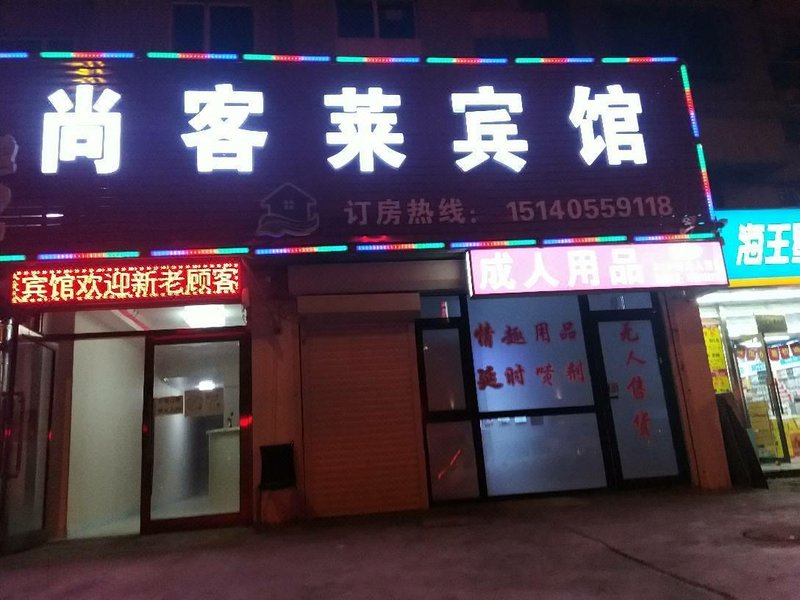 尚客莱宾馆
订房热线： 15140559118
宾馆欢迎新老顾客
成人用品
情趣用品
延时喷剂
无人售货
海王